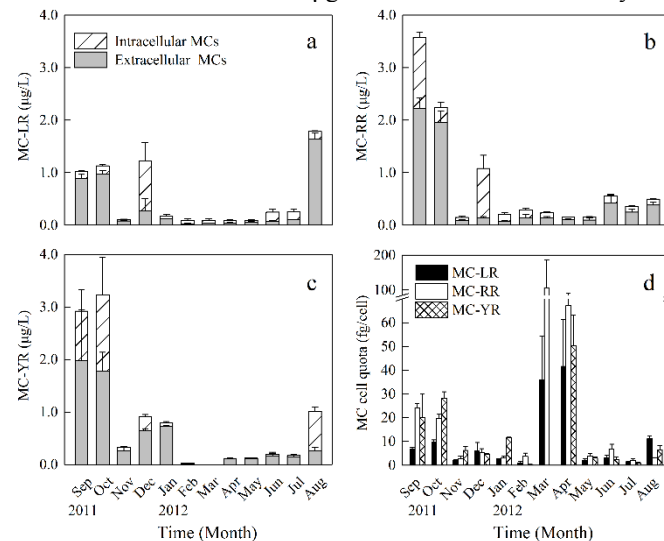 4.0
3.0
2.0
1.0
0.0
MC-LR (μg/L)
Intracellular MCs
Extracellular MCs
a
4.0
3.0
2.0
1.0
0.0
MC-RR (μg/L)
b
4.0
3.0
2.0
1.0
0.0
MC-YR (μg/L)
c
Sep Oct Nov Dec Jan Feb Mar Apr May Jun Jul Aug
2011 2012
Time (Month)
200
100
60
50
40
30
20
10
0
MC cell quota (fg/cell)
MC-LR
MC-RR
MC-YR
d
Sep Oct Nov Dec Jan Feb Mar Apr May Jun Jul Aug
2011 2012
Time (Month)